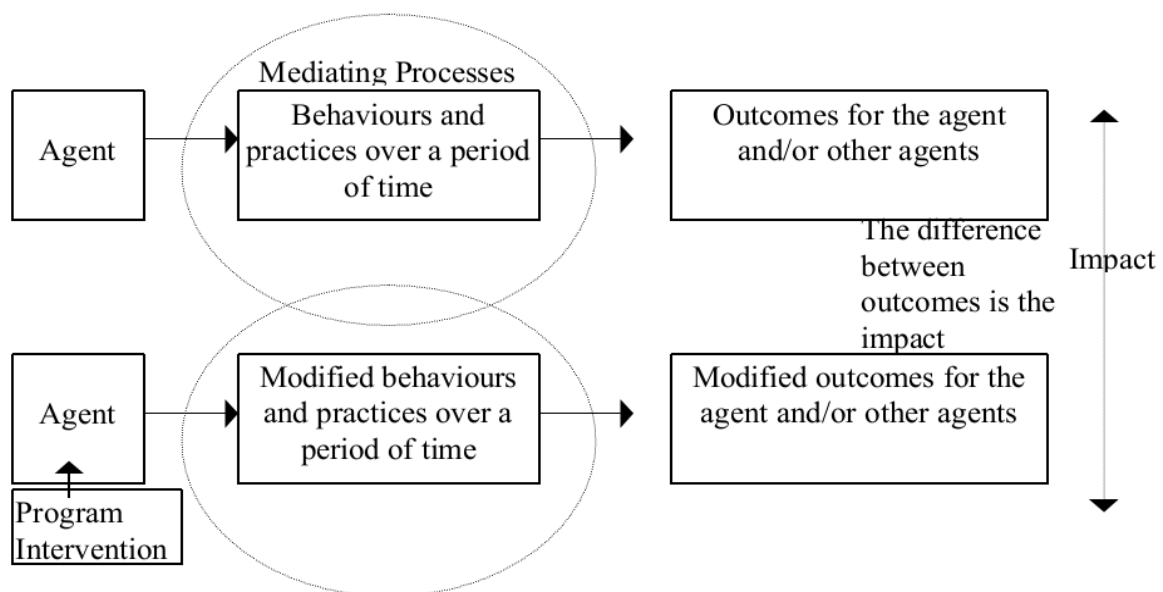 Mediating Processes
Agent
Behaviours and
practices over a period
of time
Outcomes for the agent
and/or other agents
The difference
between
outcomes is the
impact
Impact
Agent
Modified behaviours
and practices over a
period of time
Modified outcomes for the
agent and/or other agents
Program
Intervention